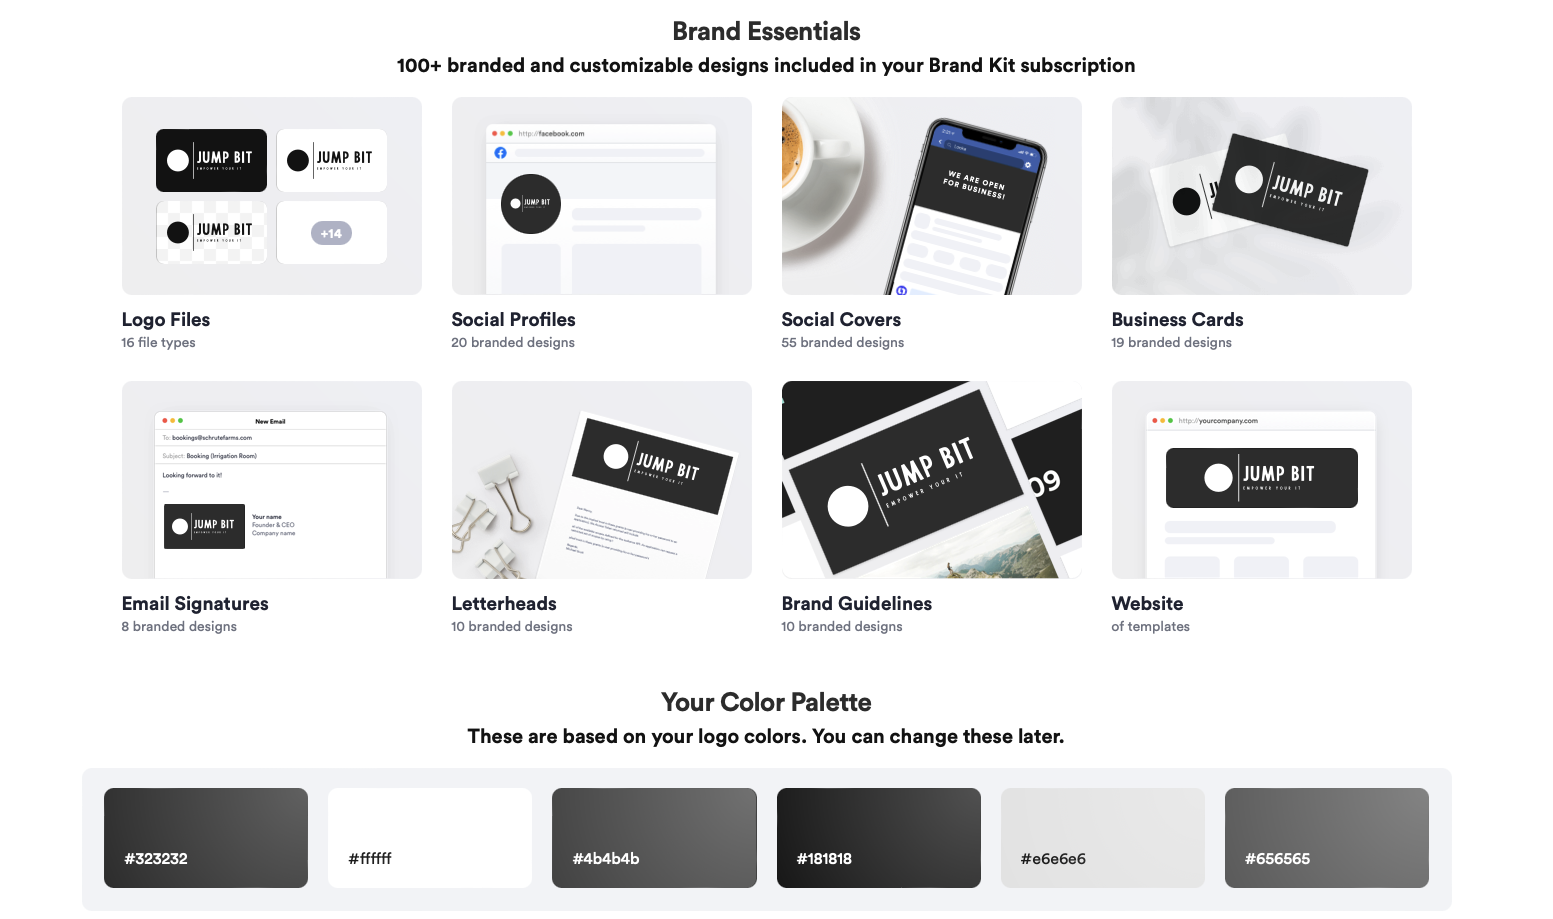 Brand Essentials
100+ branded and customizable designs included in your Brand Kit subscription
JUMP BIT
EMPOWER YOUR IT
JUMP BIT
EMPOWER YOUR IT
JUMP BIT
EMPOWER YOUR IT
+14
http://facebook.com
JUMP BIT
2:21
WE ARE OPEN
FOR BUSINESS!
JUMP BIT
EMPOWER YOUR IT
Logo Files
16 file types
Social Profiles
20 branded designs
Social Covers
55 branded designs
Business Cards
19 branded designs
New Email
To: bookings@schrutefarms.com
Subject: Booking (Irrigation Room)
Looking forward to it!
JUMP BIT
EMPOWER YOUR IT
Your name
Founder & CEO
Company name
JUMP BIT
EMPOWER YOUR IT
JUMP BIT
EMPOWER YOUR IT
09
http://yourcompany.com
JUMP BIT
EMPOWER YOUR IT
Email Signatures
8 branded designs
Letterheads
10 branded designs
Brand Guidelines
10 branded designs
Website
of templates
Your Color Palette
These are based on your logo colors. You can change these later.
#323232
#ffffff
#4b4b4b
#181818
#e6e6e6
#656565